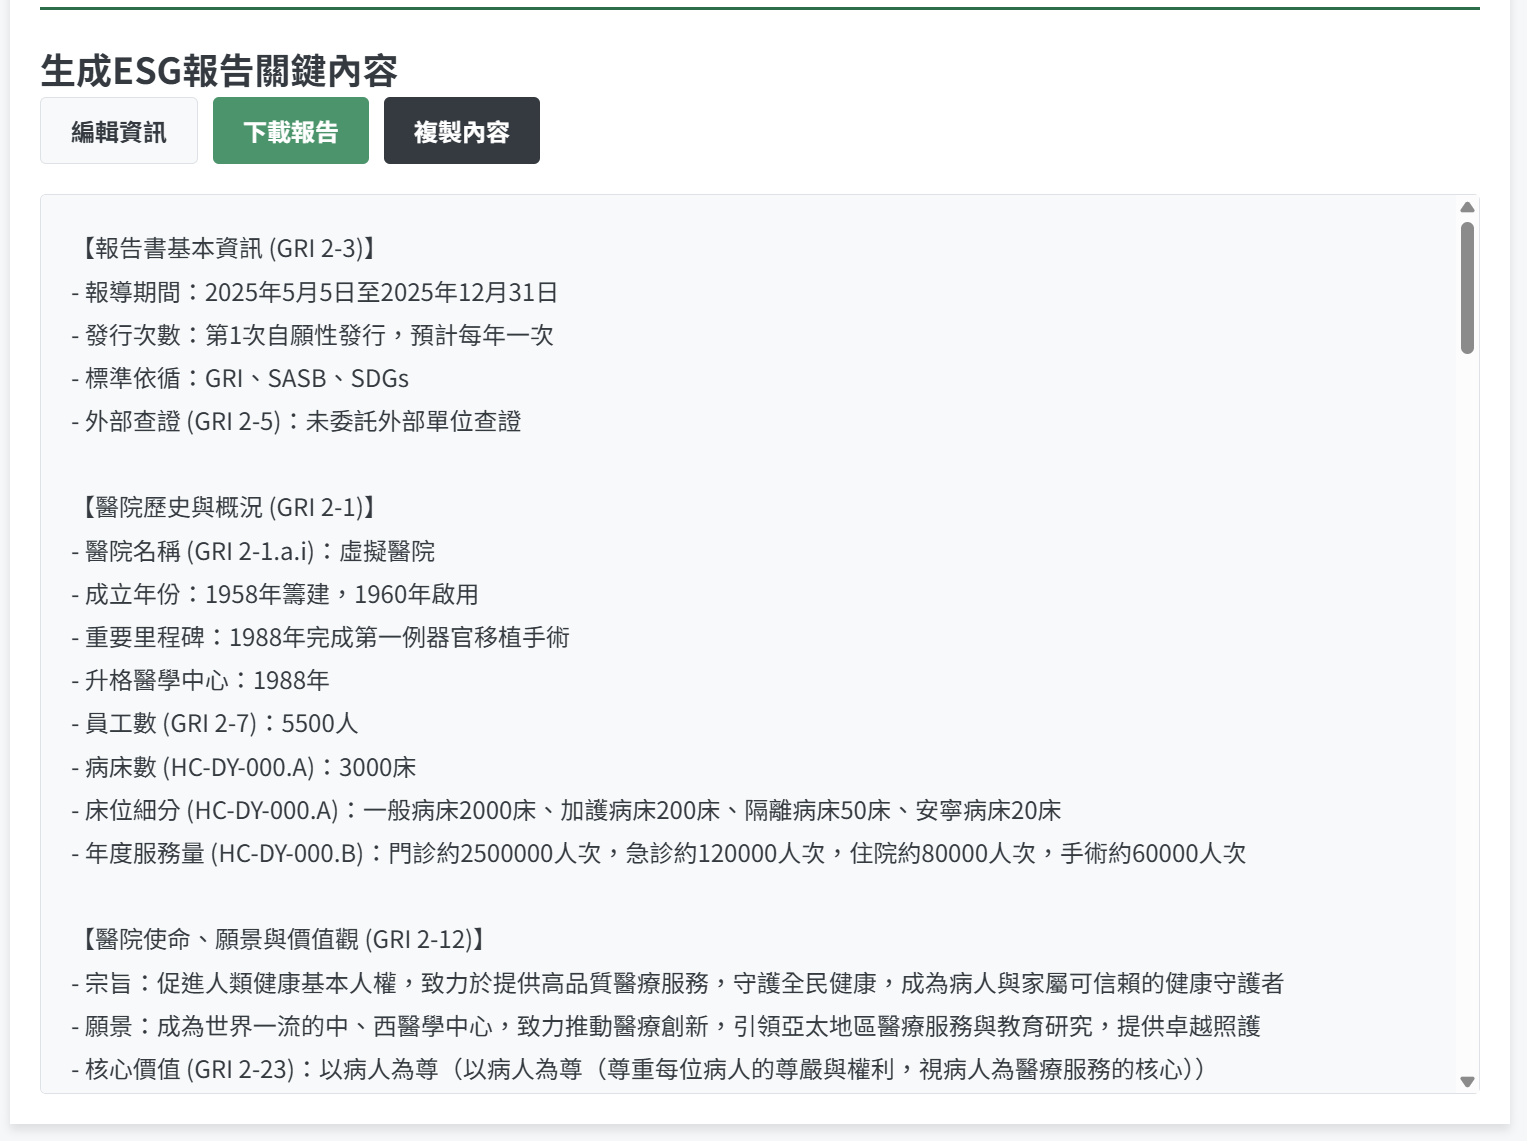 生成ESG報告關鍵內容
編輯資訊
下載報告
複製內容
【報告書基本資訊 (GRI 2-3)】
- 報導期間：2025年5月5日至2025年12月31日
- 發行次數：第1次自願性發行，預計每年一次
- 標準依循：GRI、SASB、SDGs
- 外部查證 (GRI 2-5)：未委託外部單位查證
【醫院歷史與概況 (GRI 2-1)】
- 醫院名稱 (GRI 2-1.a.i)：虛擬醫院
- 成立年份：1958年籌建，1960年啟用
- 重要里程碑：1988年完成第一例器官移植手術
- 升格醫學中心：1988年
- 員工數 (GRI 2-7)：5500人
- 病床數 (HC-DY-000.A)：3000床
- 床位細分 (HC-DY-000.A)：一般病床2000床、加護病床200床、隔離病床50床、安寧病床20床
- 年度服務量 (HC-DY-000.B)：門診約2500000人次，急診約120000人次，住院約80000人次，手術約60000人次
【醫院使命、願景與價值觀 (GRI 2-12)】
- 宗旨：促進人類健康基本人權，致力於提供高品質醫療服務，守護全民健康，成為病人與家屬可信賴的健康守護者
- 願景：成為世界一流的中、西醫學中心，致力推動醫療創新，引領亞太地區醫療服務與教育研究，提供卓越照護
- 核心價值 (GRI 2-23)：以病人為尊（以病人為尊（尊重每位病人的尊嚴與權利，視病人為醫療服務的核心））